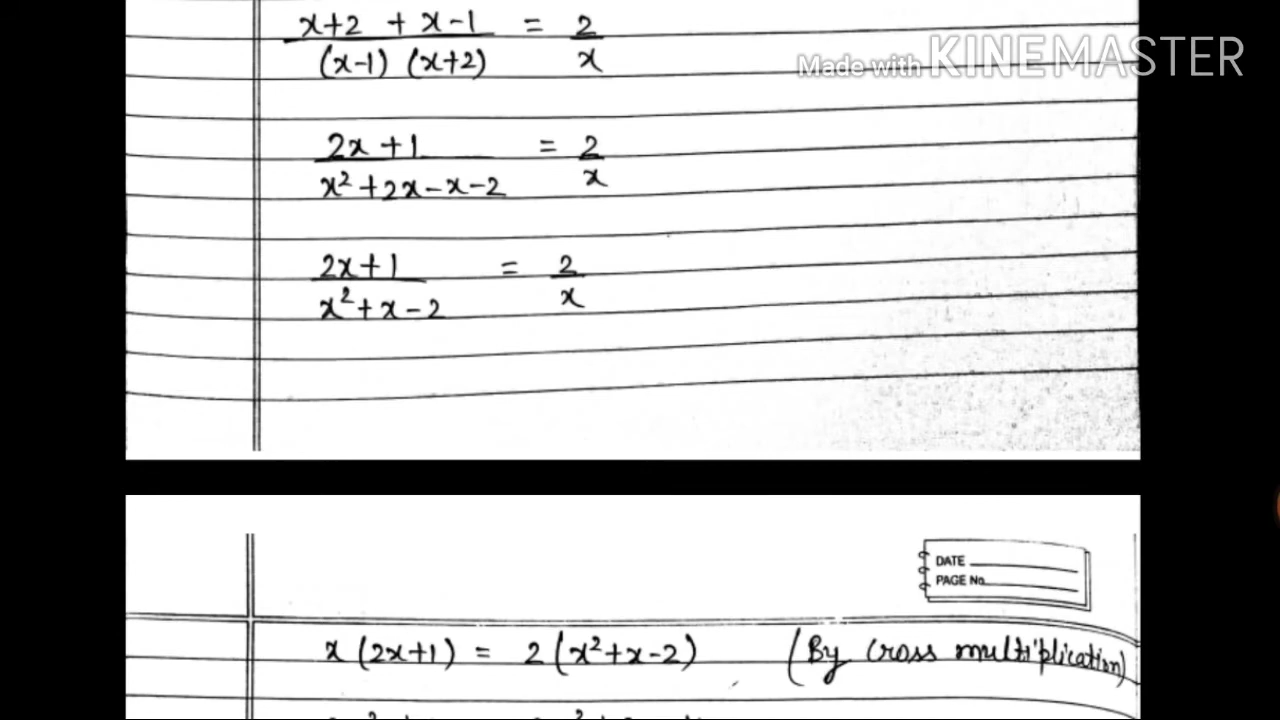 x+2 + x-1 = 2
(x-1) (x+2) x
Made with KINEMASTER
2x+1 = 2
x²+2x-x-2 x
2x+1 = 2
x²+x-2 x
DATE
PAGE No.
x(2x+1) = 2(x²+x-2) (By cross multiplication)